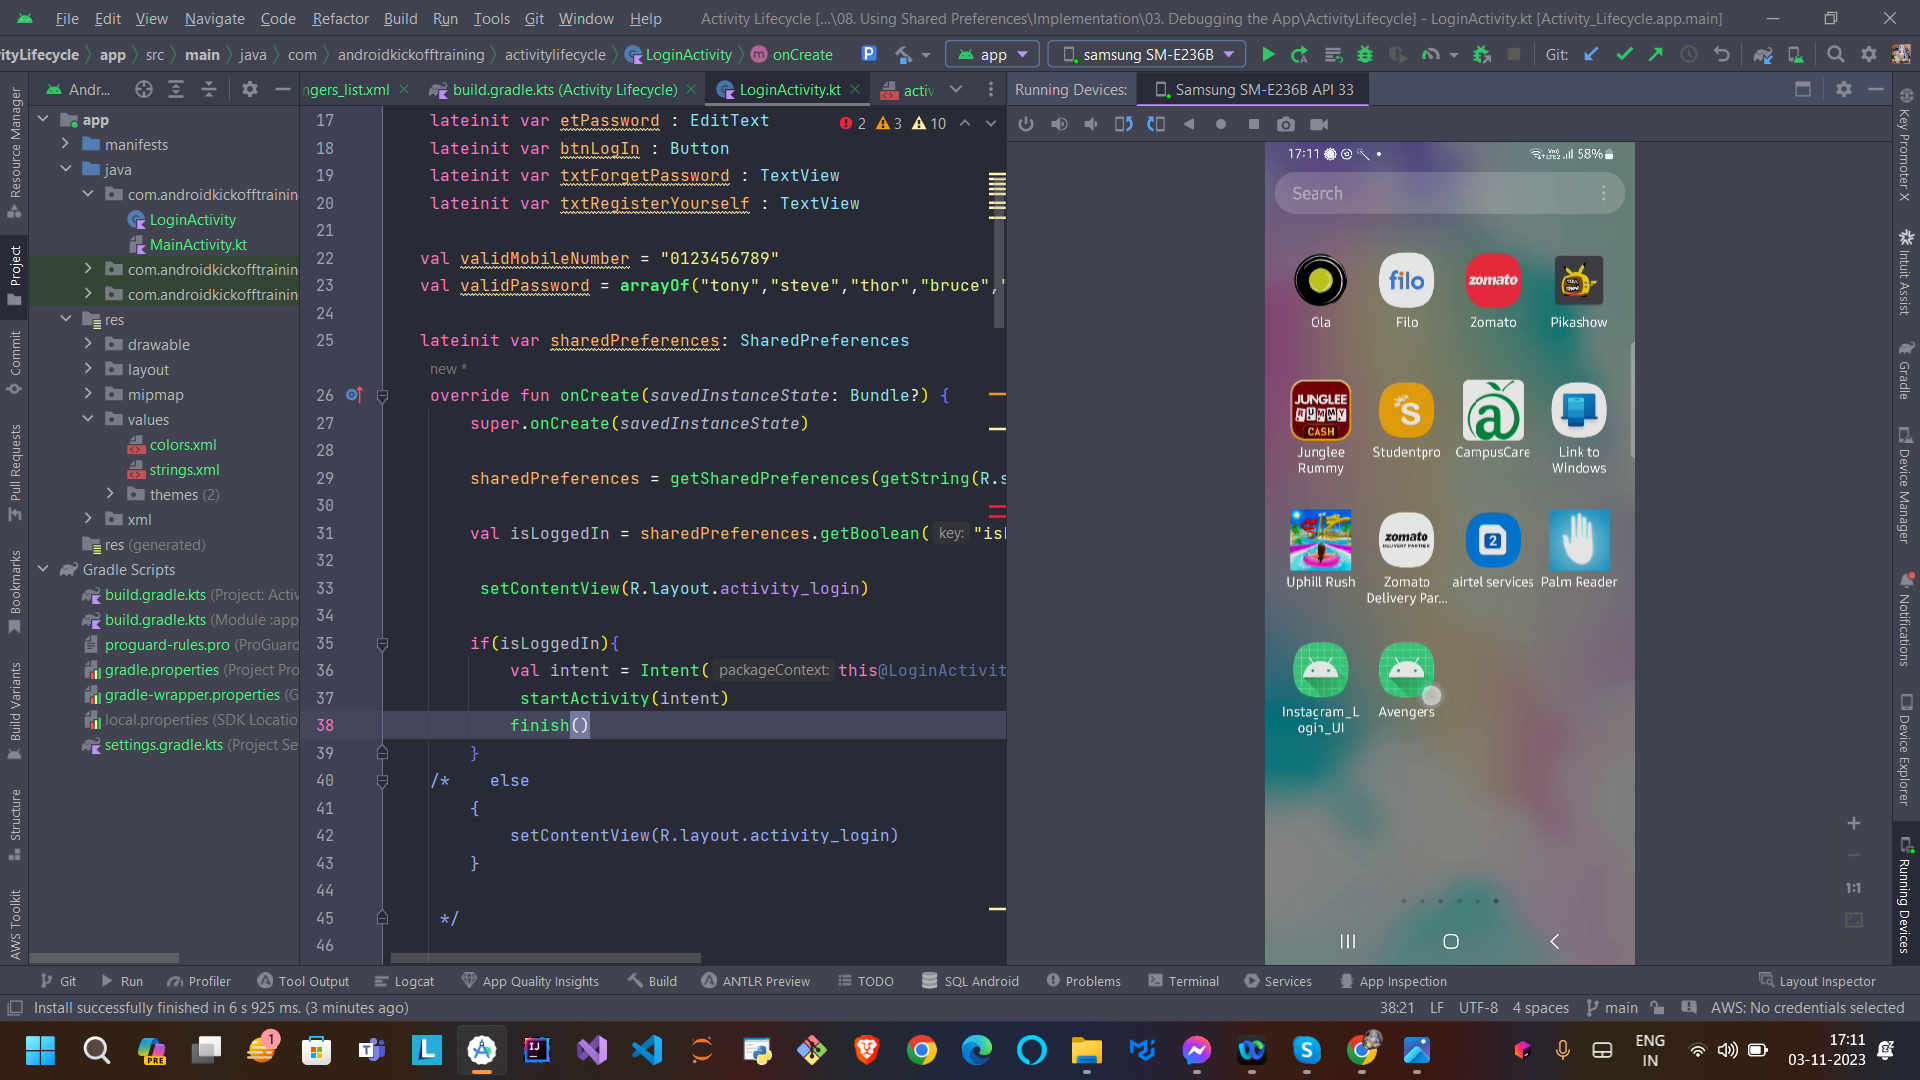 File Edit View Navigate Code Refactor Build Run Tools Git Window Help Activity Lifecycle [...\08. Using Shared Preferences\Implementation\03. Debugging the App\ActivityLifecycle] - LoginActivity.kt [Activity_Lifecycle.app.main]
ityLifecycle app src main java com androidkickofftraining activitylifecycle LoginActivity onCreate app samsung SM-E236B Git:
Andr... ngers_list.xml build.gradle.kts (Activity Lifecycle) LoginActivity.kt activ Running Devices: Samsung SM-E236B API 33
Resource Manager
Project
Commit
Pull Requests
Bookmarks
Build Variants
Structure
AWS Toolkit
app
manifests
java
com.androidkickofftrainin
LoginActivity
MainActivity.kt
com.androidkickofftrainin
com.androidkickofftrainin
res
drawable
layout
mipmap
values
colors.xml
strings.xml
themes (2)
xml
res (generated)
Gradle Scripts
build.gradle.kts (Project: Activ
build.gradle.kts (Module :app
proguard-rules.pro (ProGuard
gradle.properties (Project Pro
gradle-wrapper.properties (G
local.properties (SDK Locatio
settings.gradle.kts (Project Se
2 3 10
17 lateinit var etPassword : EditText
18 lateinit var btnLogIn : Button
19 lateinit var txtForgetPassword : TextView
20 lateinit var txtRegisterYourself : TextView
21
22 val validMobileNumber = "0123456789"
23 val validPassword = arrayOf("tony","steve","thor","bruce","
24
25 lateinit var sharedPreferences: SharedPreferences
new *
26 override fun onCreate(savedInstanceState: Bundle?) {
27 super.onCreate(savedInstanceState)
28
29 sharedPreferences = getSharedPreferences(getString(R.s
30
31 val isLoggedIn = sharedPreferences.getBoolean( key: "isL
32
33 setContentView(R.layout.activity_login)
34
35 if(isLoggedIn){
36 val intent = Intent( packageContext: this@LoginActivit
37 startActivity(intent)
38 finish()
39 }
40 /* else
41 {
42 setContentView(R.layout.activity_login)
43 }
44
45 */
46
17:11 58%
Search
Ola Filo Zomato Pikashow
Junglee Rummy Studentpro CampusCare Link to Windows
Uphill Rush Zomato Delivery Par... airtel services Palm Reader
Instagram_L
ogin_UI Avengers
filo zomato
JUNGLEE RUMMY CASH
zomato DELIVERY PARTNER
1:1
Key Promoter X
Intuit Assist
Gradle
Device Manager
Notifications
Device Explorer
Running Devices
Git Run Profiler Tool Output Logcat App Quality Insights Build ANTLR Preview TODO SQL Android Problems Terminal Services App Inspection Layout Inspector
Install successfully finished in 6 s 925 ms. (3 minutes ago) 38:21 LF UTF-8 4 spaces main AWS: No credentials selected
PRE 1 ENG 17:11
IN 03-11-2023